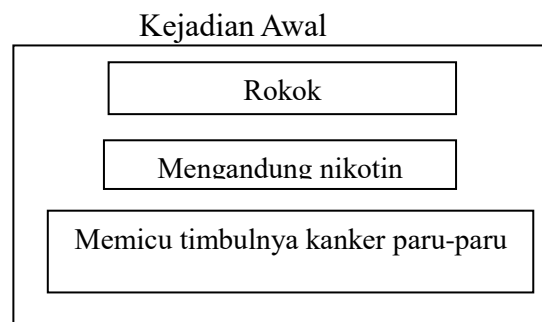 Kejadian Awal
Rokok
Mengandung nikotin
Memicu timbulnya kanker paru-paru